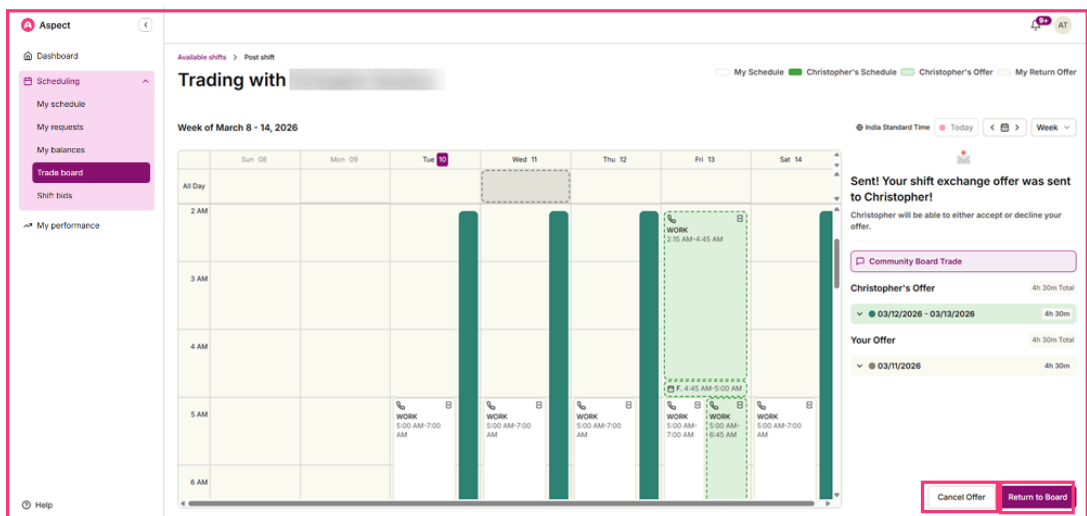 Aspect
9+
AT
Dashboard
Scheduling
My schedule
My requests
My balances
Trade board
Shift bids
My performance
Help
Available shifts > Post shift
Trading with
My Schedule
Christopher's Schedule
Christopher's Offer
My Return Offer
Week of March 8 - 14, 2026
India Standard Time
Today
Week
Sun 08
Mon 09
Tue 10
Wed 11
Thu 12
Fri 13
Sat 14
All Day
2 AM
3 AM
4 AM
5 AM
6 AM
WORK
2:15 AM-4:45 AM
F. 4:45 AM-5:00 AM
WORK
5:00 AM-7:00
AM
WORK
5:00 AM-7:00
AM
WORK
5:00 AM-7:00
AM
WORK
5:00 AM-
7:00 AM
WORK
5:00 AM-
6:45 AM
WORK
5:00 AM-7:00
AM
Sent! Your shift exchange offer was sent
to Christopher!
Christopher will be able to either accept or decline your
offer.
Community Board Trade
Christopher's Offer
4h 30m Total
03/12/2026 - 03/13/2026
4h 30m
Your Offer
4h 30m Total
03/11/2026
4h 30m
Cancel Offer
Return to Board